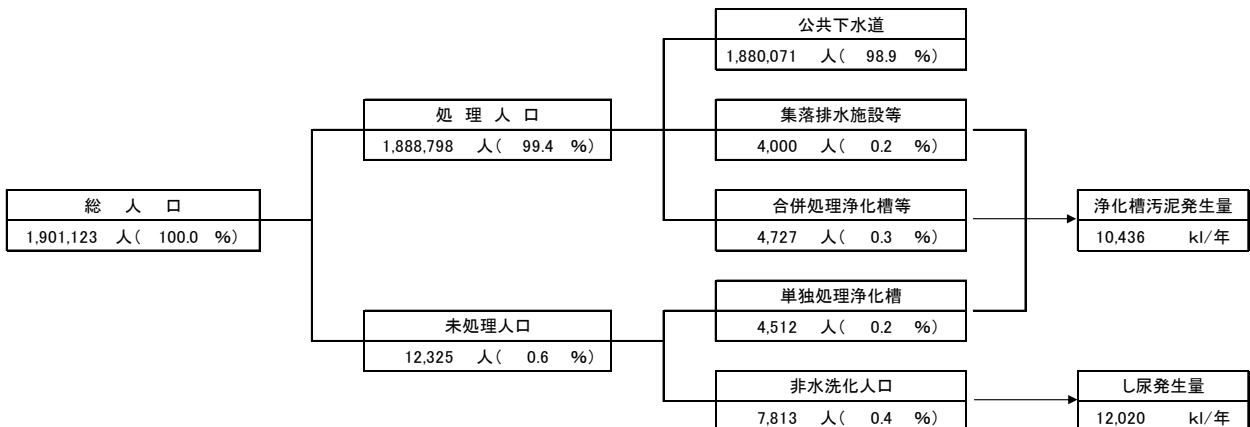 公共下水道
1,880,071 人( 98.9 %)
処 理 人 口
1,888,798 人( 99.4 %)
集落排水施設等
4,000 人( 0.2 %)
総 人 口
1,901,123 人( 100.0 %)
合併処理浄化槽等
4,727 人( 0.3 %)
浄化槽汚泥発生量
10,436 kl/年
未処理人口
12,325 人( 0.6 %)
単独処理浄化槽
4,512 人( 0.2 %)
非水洗化人口
7,813 人( 0.4 %)
し尿発生量
12,020 kl/年